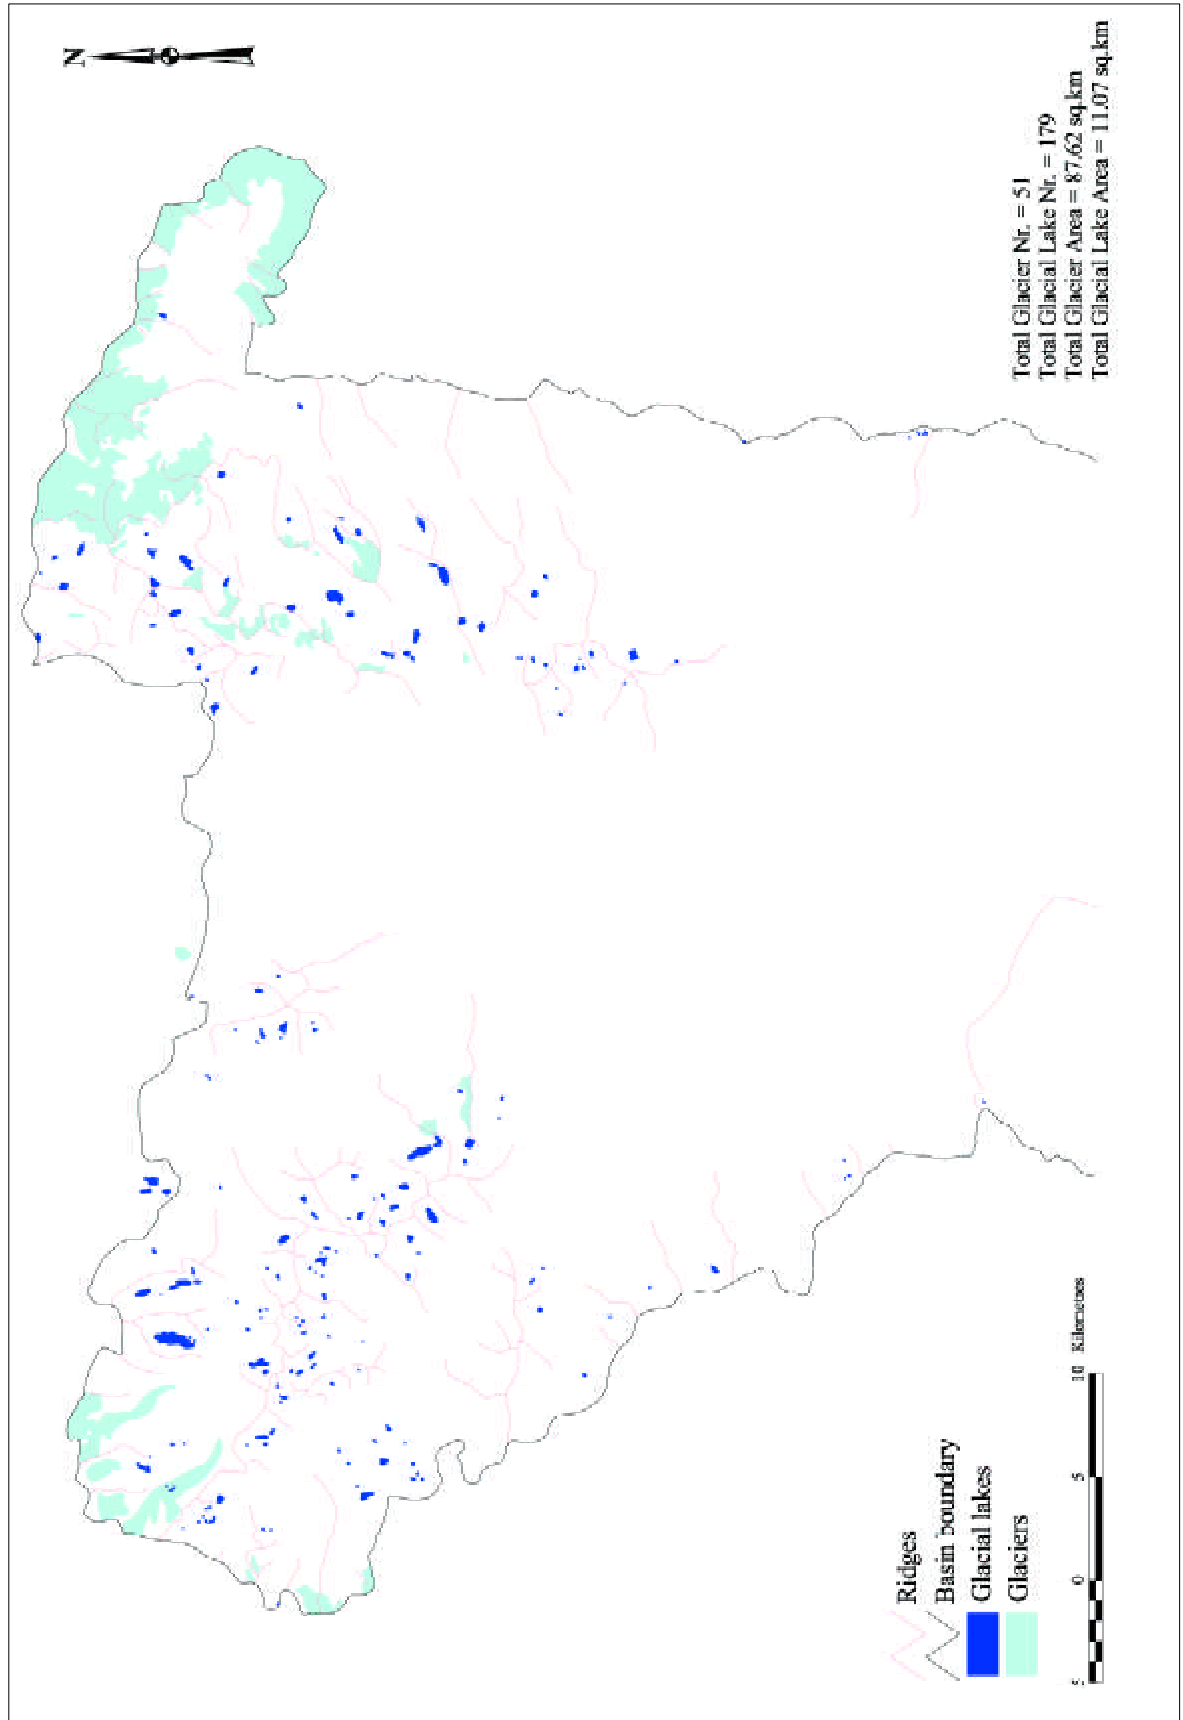 N
Total Glacier Nr. = 51
Total Glacial Lake Nr. = 179
Total Glacier Area = 87.62 sq.km
Total Glacial Lake Area = 11.07 sq.km
Ridges
Basin boundary
Glacial lakes
Glaciers
5 0 5 10 Kilometres